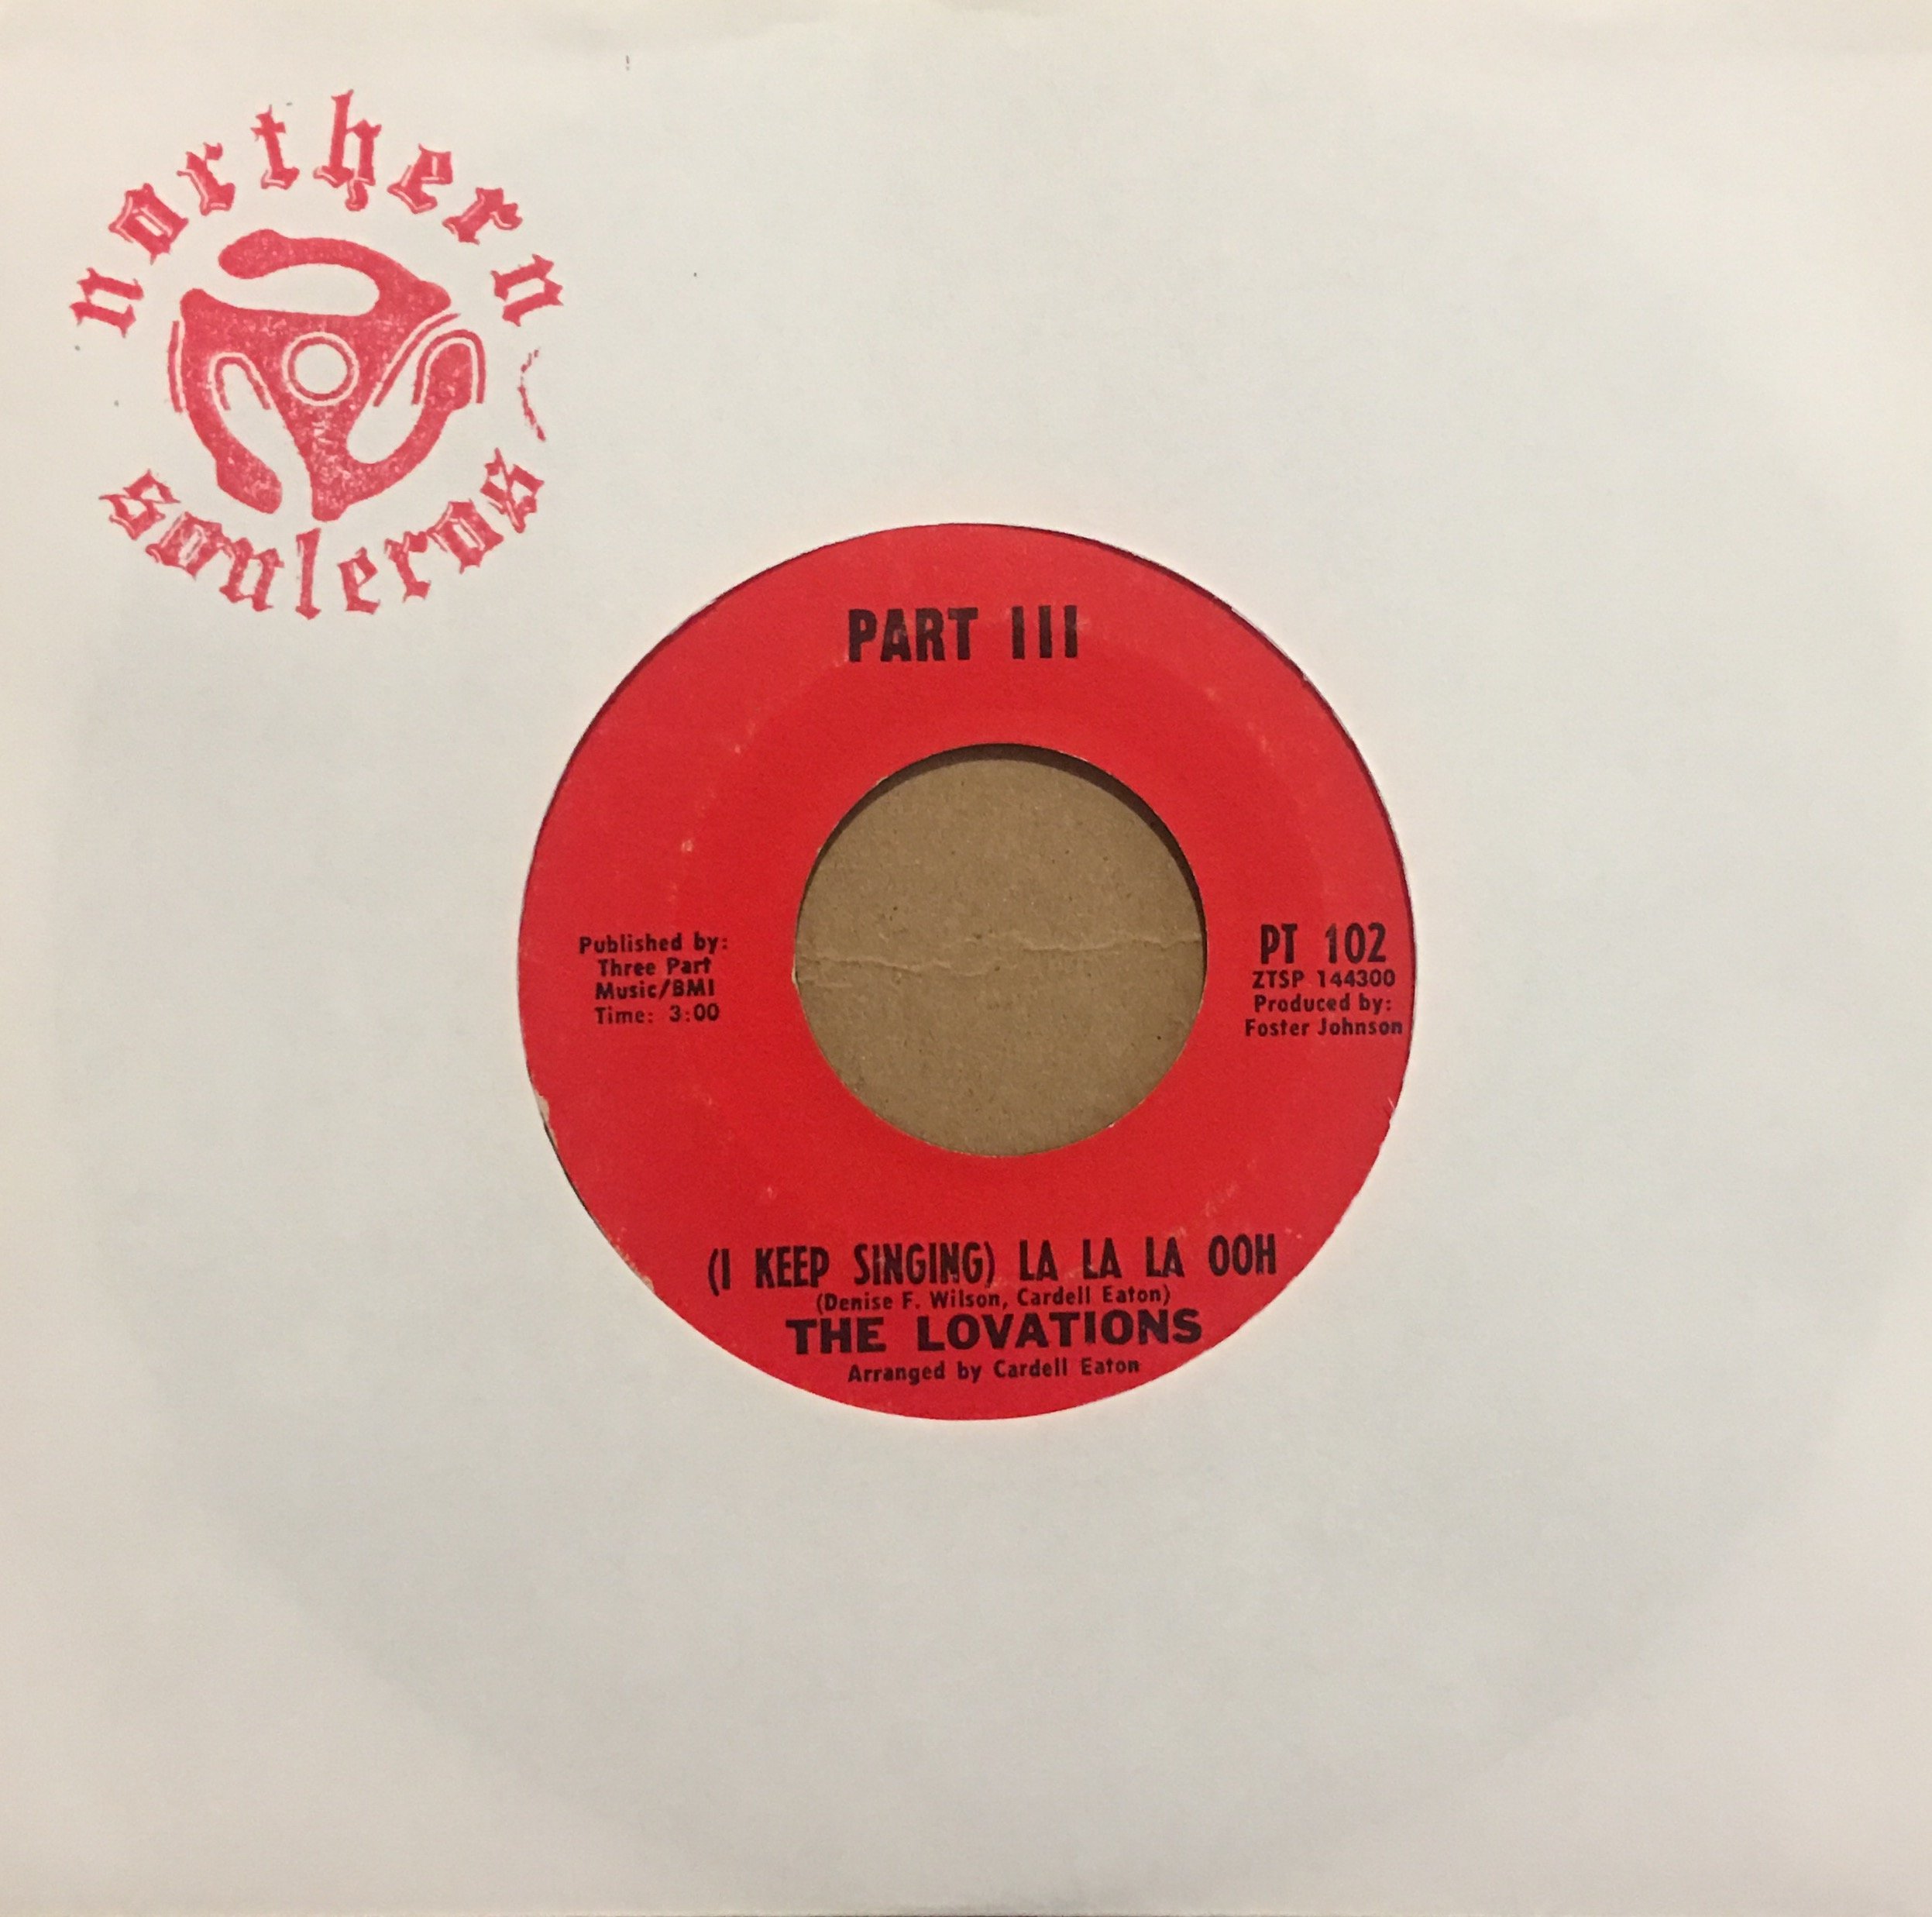 northern
souleros
PART III
Published by:
Three Part
Music/BMI
Time: 3:00
PT 102
ZTSP 144300
Produced by:
Foster Johnson
(I KEEP SINGING) LA LA LA OOH
(Denise F. Wilson, Cardell Eaton)
THE LOVATIONS
Arranged by Cardell Eaton